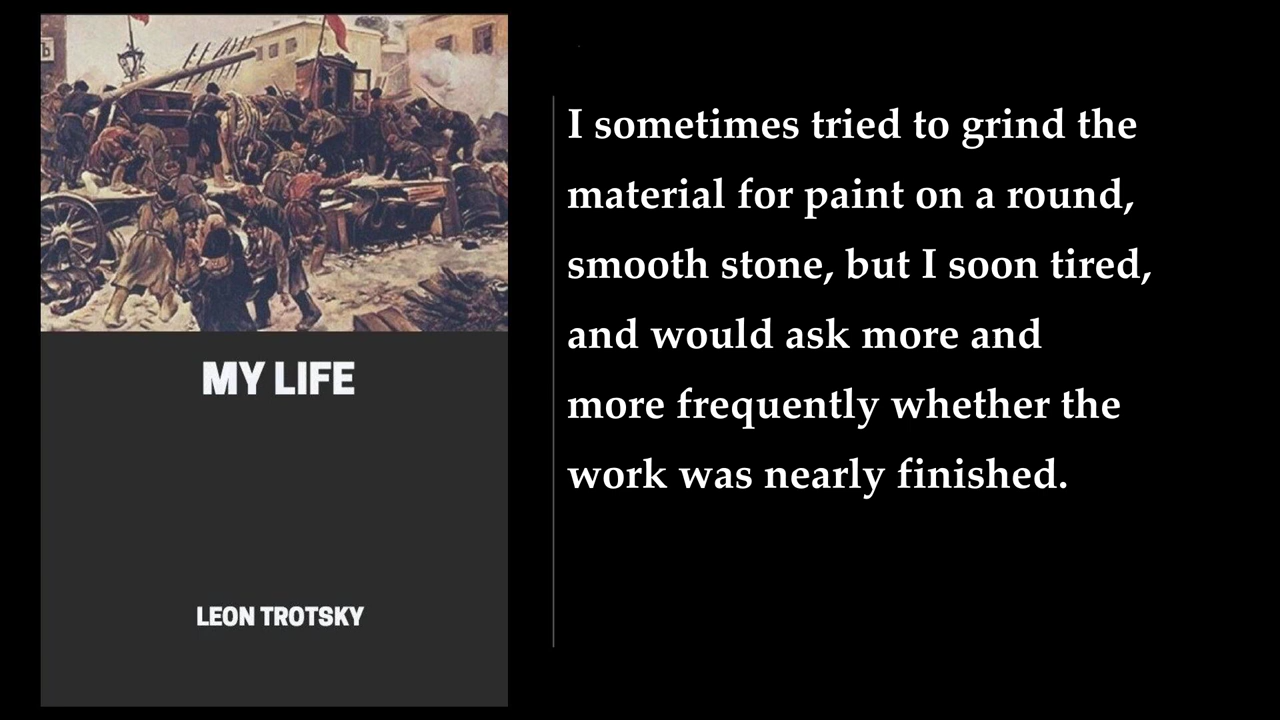 MY LIFE
LEON TROTSKY
I sometimes tried to grind the
material for paint on a round,
smooth stone, but I soon tired,
and would ask more and
more frequently whether the
work was nearly finished.